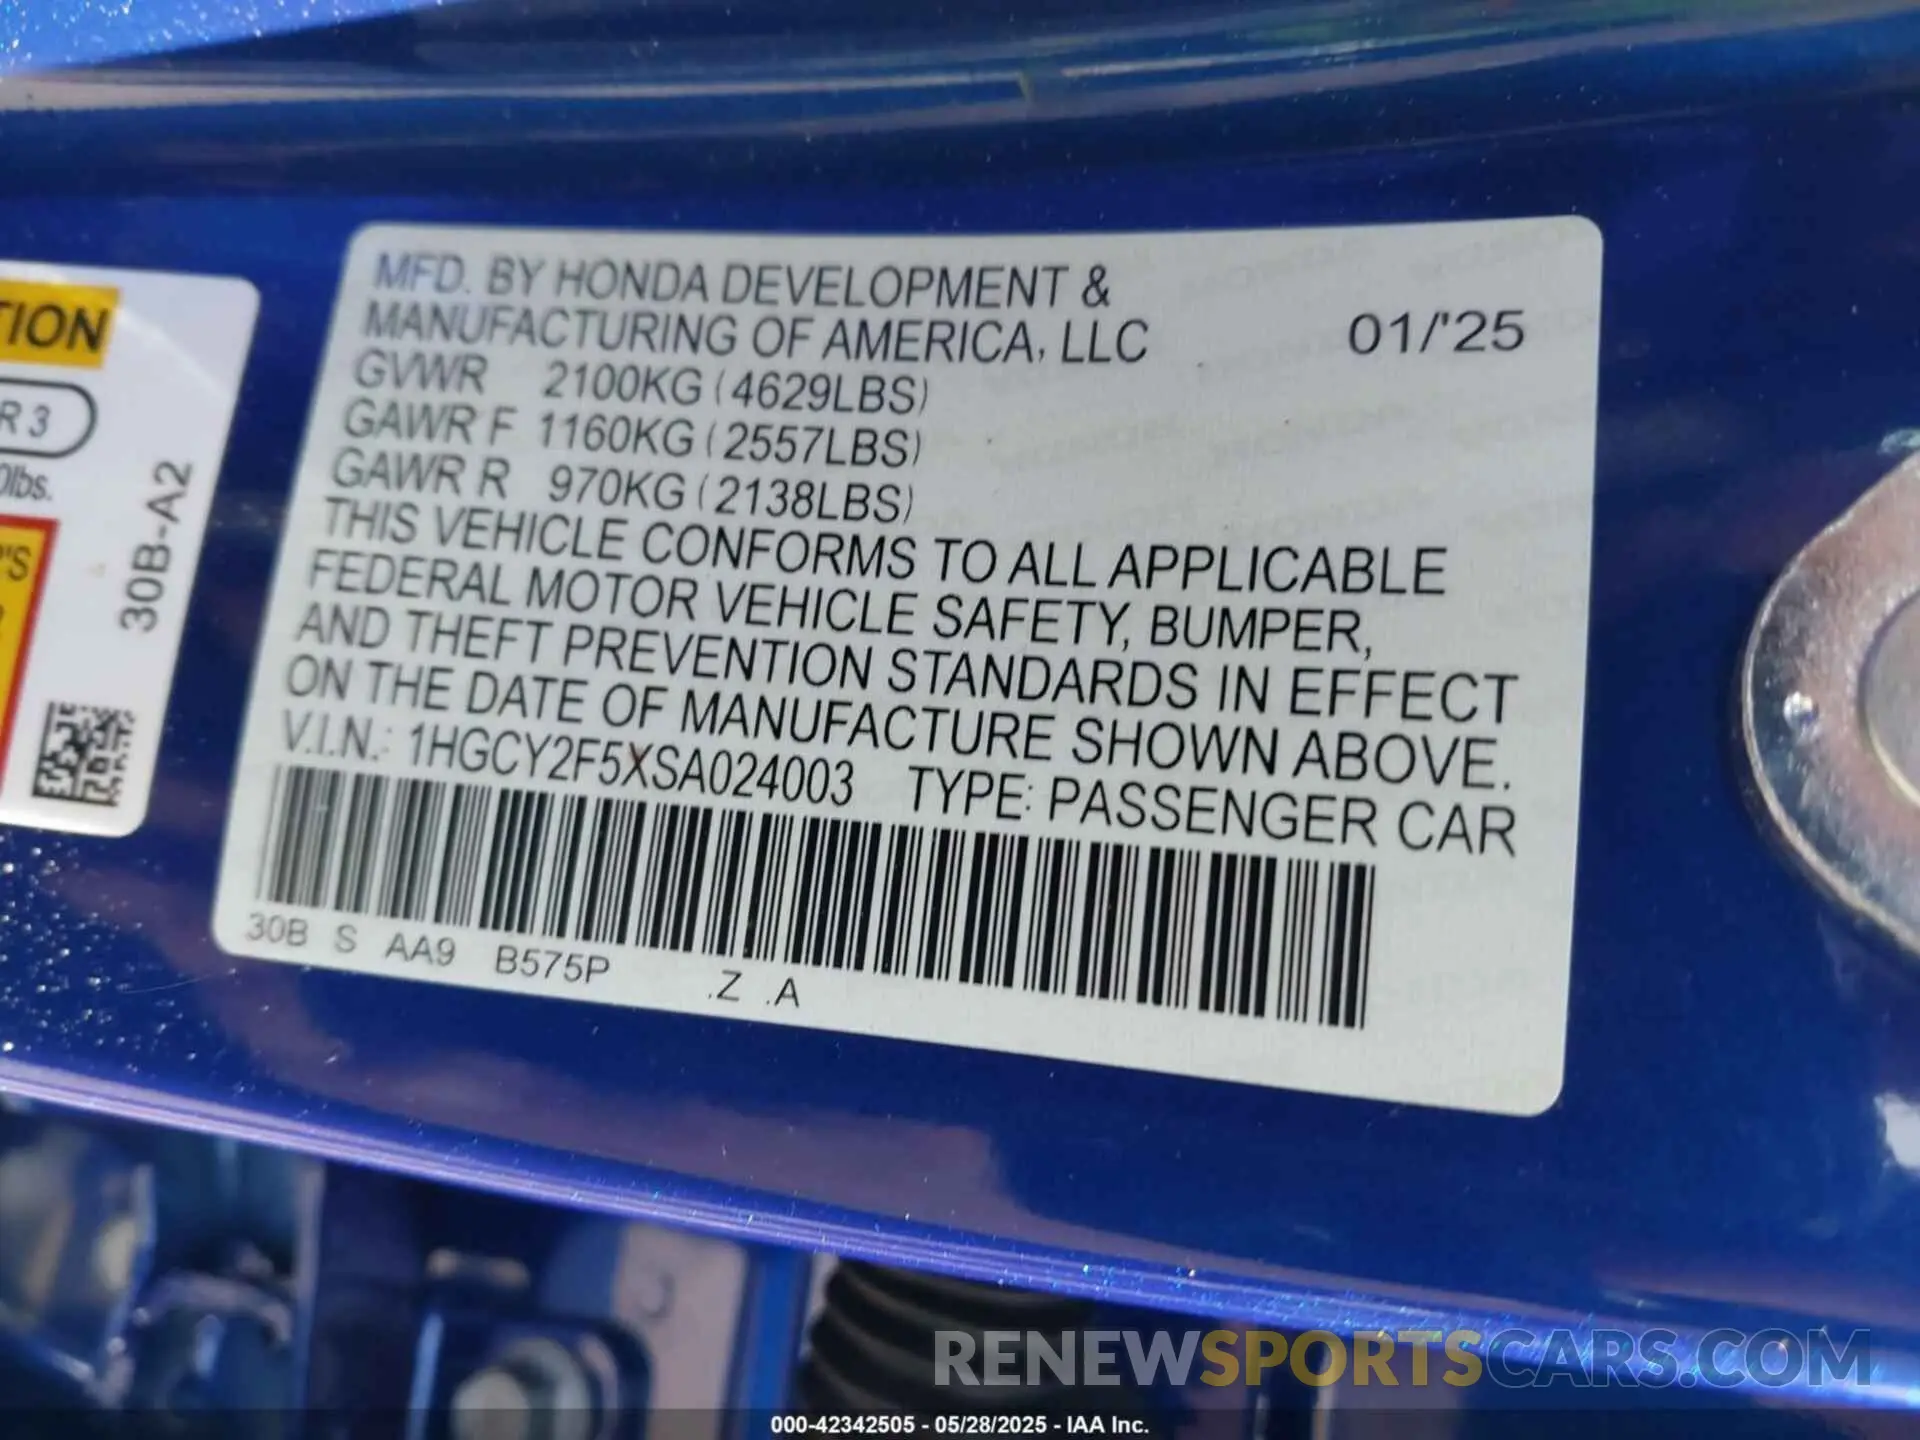 MFD. BY HONDA DEVELOPMENT &
MANUFACTURING OF AMERICA, LLC 01/'25
GVWR 2100KG (4629LBS)
GAWR F 1160KG (2557LBS)
GAWR R 970KG (2138LBS)
THIS VEHICLE CONFORMS TO ALL APPLICABLE
FEDERAL MOTOR VEHICLE SAFETY, BUMPER,
AND THEFT PREVENTION STANDARDS IN EFFECT
ON THE DATE OF MANUFACTURE SHOWN ABOVE.
V.I.N.: 1HGCY2F5XSA024003 TYPE: PASSENGER CAR
30B S AA9 B575P .Z .A
TION
R 3
0lbs.
'S
30B-A2
RENEWSPORTSCARS.COM
000-42342505 - 05/28/2025 - IAA Inc.